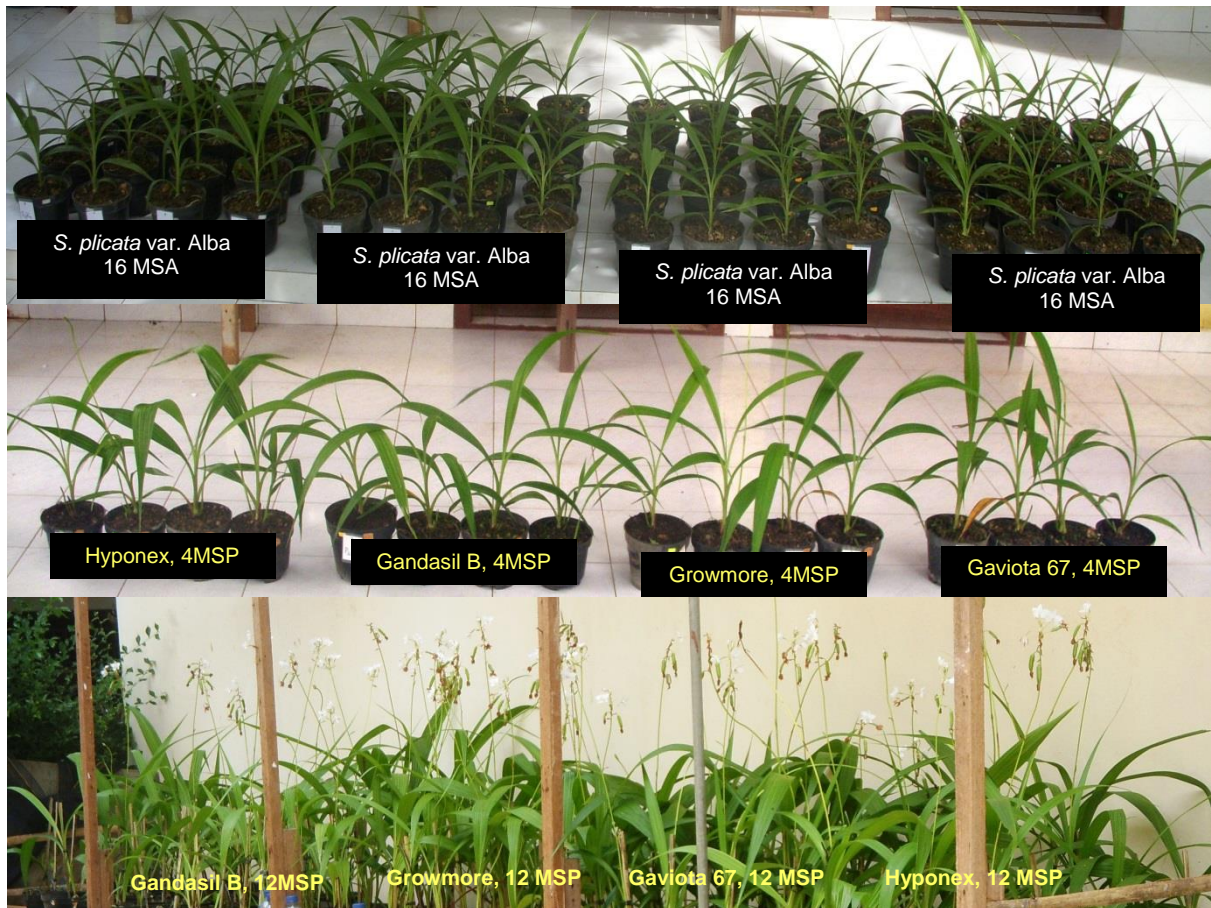 S. plicata var. Alba
16 MSA
S. plicata var. Alba
16 MSA
S. plicata var. Alba
16 MSA
S. plicata var. Alba
16 MSA
Hyponex, 4MSP
Gandasil B, 4MSP
Growmore, 4MSP
Gaviota 67, 4MSP
Gandasil B, 12MSP
Growmore, 12 MSP
Gaviota 67, 12 MSP
Hyponex, 12 MSP